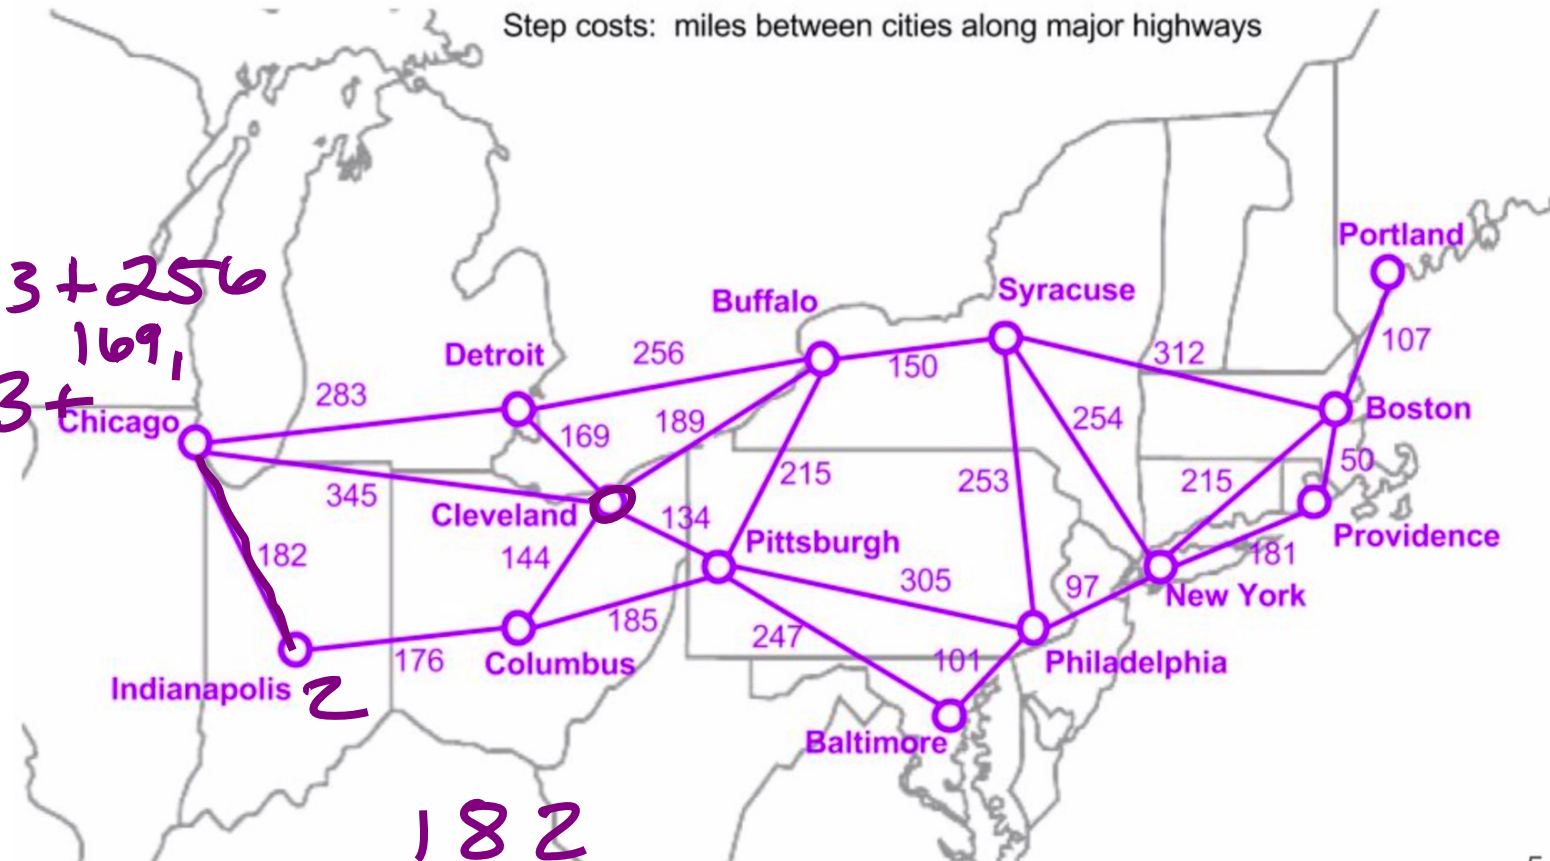 Step costs: miles between cities along major highways
Portland
3+256
Buffalo
Syracuse
169,
Detroit
256
150
312
107
283
3+
Chicago
169
189
254
Boston
345
Cleveland
134
215
253
215
50
182
144
Pittsburgh
Providence
305
97
181
New York
185
247
176
Columbus
101
Philadelphia
Indianapolis
2
Baltimore
182